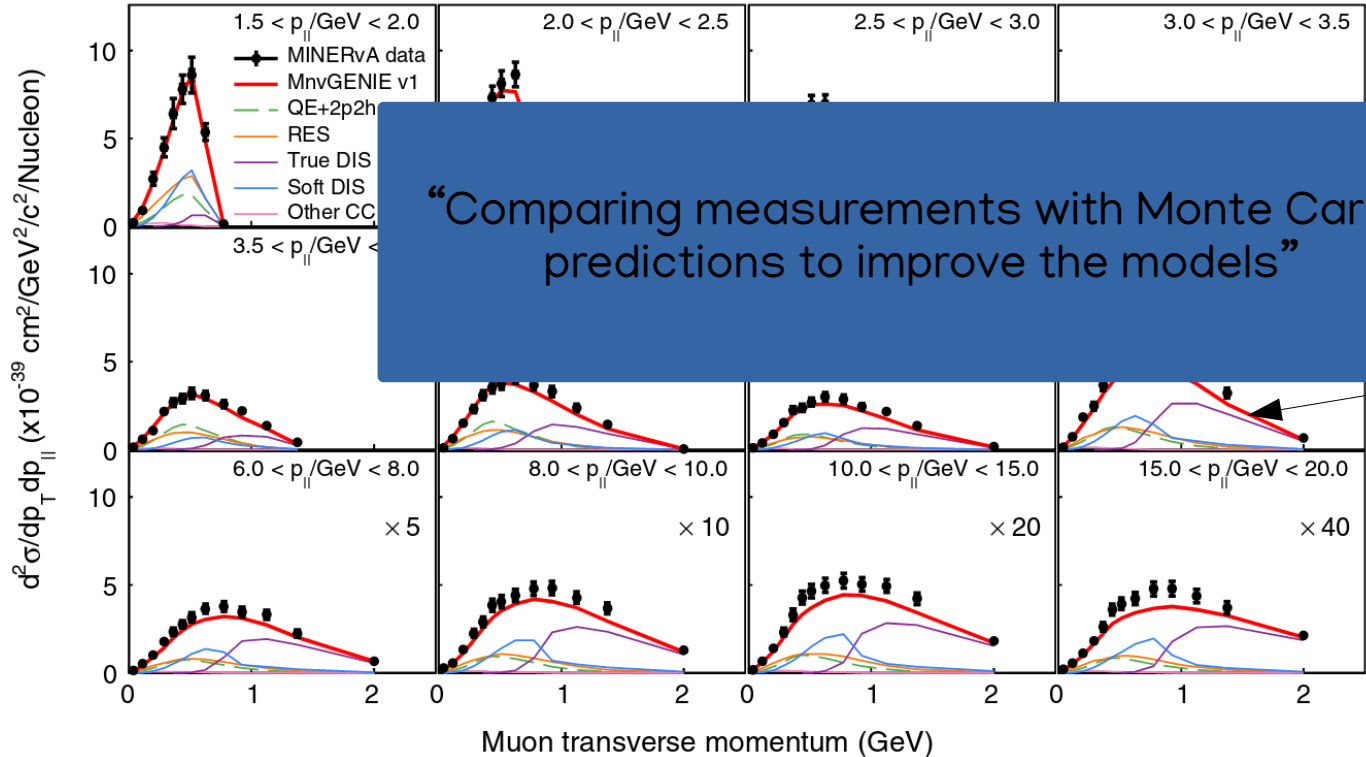 1.5 < p||/GeV < 2.0
2.0 < p||/GeV < 2.5
2.5 < p||/GeV < 3.0
3.0 < p||/GeV < 3.5
10
MINERvA data
MnvGENIE v1
QE+2p2h
RES
True DIS
Soft DIS
Other CC
5
0
“Comparing measurements with Monte Car
predictions to improve the models”
3.5 < p||/GeV <
10
5
0
6.0 < p||/GeV < 8.0
8.0 < p||/GeV < 10.0
10.0 < p||/GeV < 15.0
15.0 < p||/GeV < 20.0
10
× 5
× 10
× 20
× 40
5
0
0 1 2
0 1 2
0 1 2
0 1 2
Muon transverse momentum (GeV)
d²σ/dp_T dp_|| (x10⁻³⁹ cm²/GeV²/c²/Nucleon)